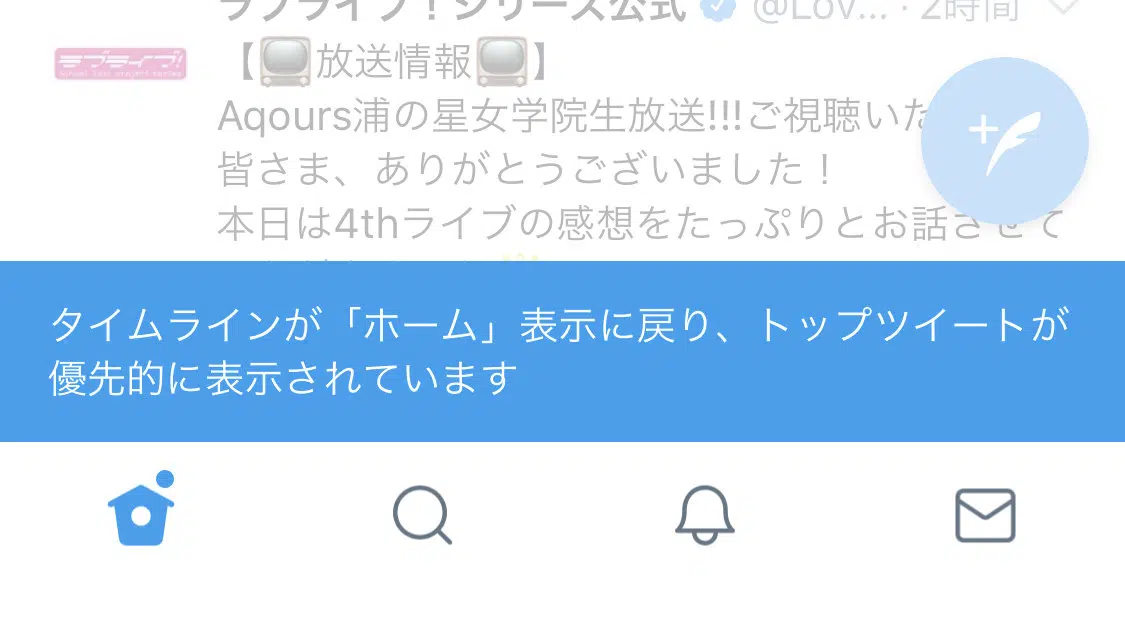 ラブライブ！シリーズ公式 @Lov... · 2時間
ラブライブ!
【📺放送情報📺】
Aqours浦の星女学院生放送!!!ご視聴いた
皆さま、ありがとうございました！
本日は4thライブの感想をたっぷりとお話させて
タイムラインが「ホーム」表示に戻り、トップツイートが
優先的に表示されています